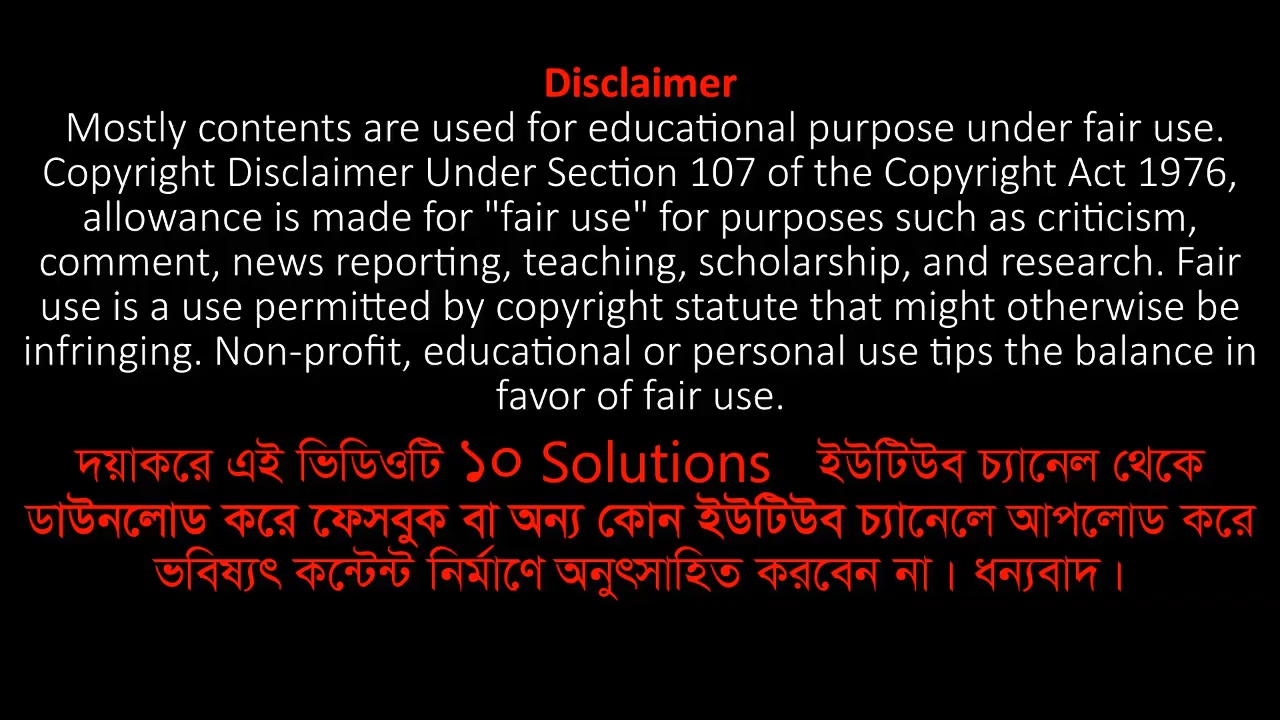 Disclaimer
Mostly contents are used for educational purpose under fair use.
Copyright Disclaimer Under Section 107 of the Copyright Act 1976,
allowance is made for "fair use" for purposes such as criticism,
comment, news reporting, teaching, scholarship, and research. Fair
use is a use permitted by copyright statute that might otherwise be
infringing. Non-profit, educational or personal use tips the balance in
favor of fair use.
দয়াকরে এই ভিডিওটি ১০ Solutions ইউটিউব চ্যানেল থেকে
ডাউনলোড করে ফেসবুক বা অন্য কোন ইউটিউব চ্যানেলে আপলোড করে
ভবিষ্যৎ কন্টেন্ট নির্মাণে অনুৎসাহিত করবেন না। ধন্যবাদ।